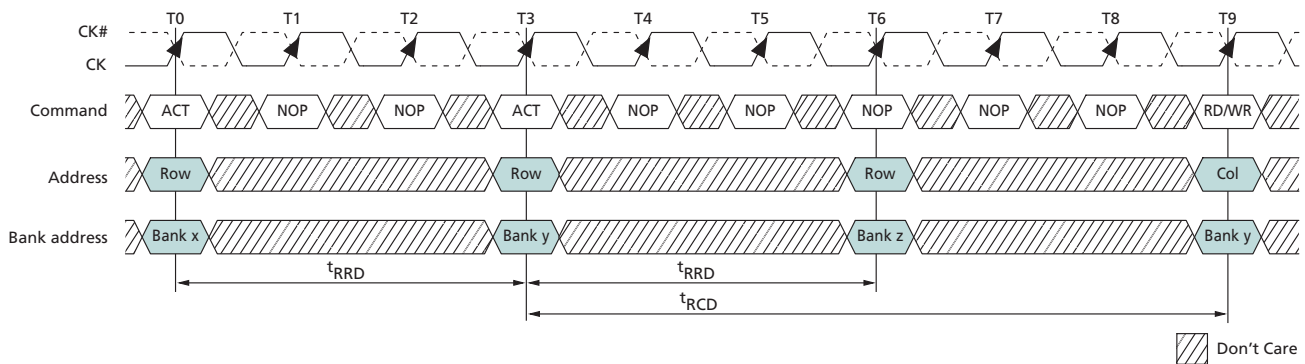 T0 T1 T2 T3 T4 T5 T6 T7 T8 T9
CK#
CK
Command ACT NOP NOP ACT NOP NOP NOP NOP NOP RD/WR
Address Row Row Row Col
Bank address Bank x Bank y Bank z Bank y
tRRD tRRD
tRCD
Don't Care